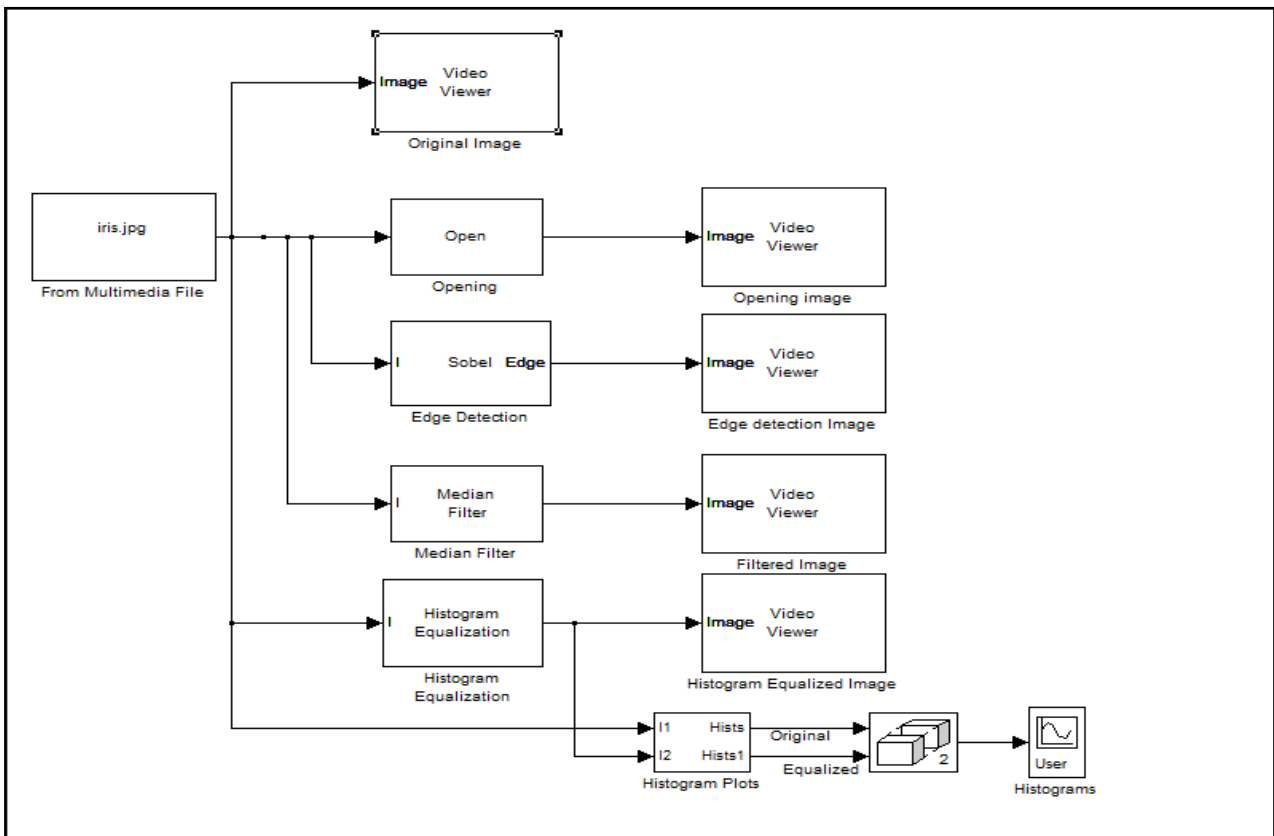 Image Video Viewer
Original Image
iris.jpg
From Multimedia File
Open
Opening
Image Video Viewer
Opening image
I Sobel Edge
Edge Detection
Image Video Viewer
Edge detection Image
I Median Filter
Median Filter
Image Video Viewer
Filtered Image
I Histogram Equalization
Histogram
Equalization
Image Video Viewer
Histogram Equalized Image
I1 Hists
I2 Hists1
Histogram Plots
Original
Equalized
2
User
Histograms